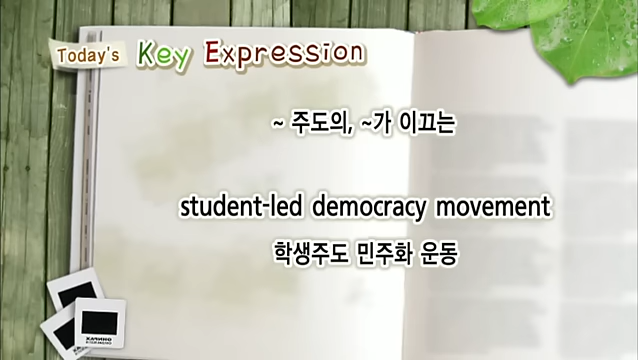 Today's Key Expression
~ 주도의, ~가 이끄는
student-led democracy movement
학생주도 민주화 운동